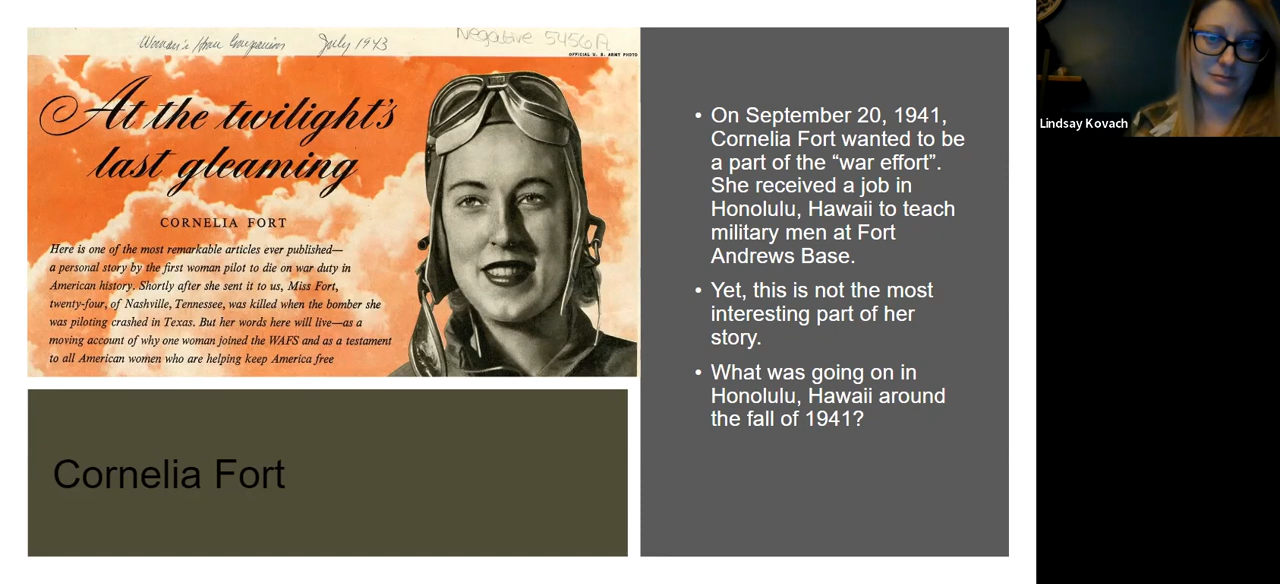 Woman's Home Companion July 1943
Negative 5456A
OFFICIAL U. S. ARMY PHOTO
At the twilight's
last gleaming
CORNELIA FORT
Here is one of the most remarkable articles ever published—
a personal story by the first woman pilot to die on war duty in
American history. Shortly after she sent it to us, Miss Fort,
twenty-four, of Nashville, Tennessee, was killed when the bomber she
was piloting crashed in Texas. But her words here will live—as a
moving account of why one woman joined the WAFS and as a testament
to all American women who are helping keep America free
Cornelia Fort
• On September 20, 1941,
Cornelia Fort wanted to be
a part of the “war effort”.
She received a job in
Honolulu, Hawaii to teach
military men at Fort
Andrews Base.
• Yet, this is not the most
interesting part of her
story.
• What was going on in
Honolulu, Hawaii around
the fall of 1941?
Lindsay Kovach